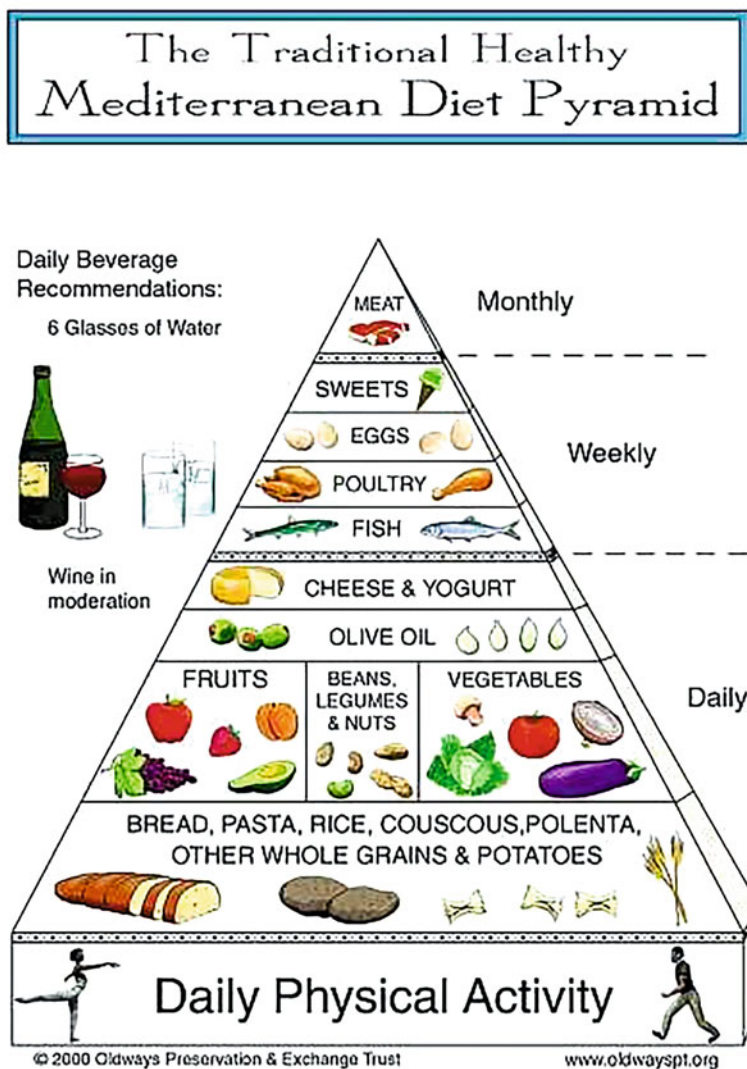 The Traditional Healthy
Mediterranean Diet Pyramid
Daily Beverage
Recommendations:
6 Glasses of Water
Wine in
moderation
MEAT
Monthly
SWEETS
EGGS
POULTRY
FISH
Weekly
CHEESE & YOGURT
OLIVE OIL
FRUITS
BEANS,
LEGUMES
& NUTS
VEGETABLES
Daily
BREAD, PASTA, RICE, COUSCOUS,POLENTA,
OTHER WHOLE GRAINS & POTATOES
Daily Physical Activity
© 2000 Oldways Preservation & Exchange Trust
www.oldwayspt.org